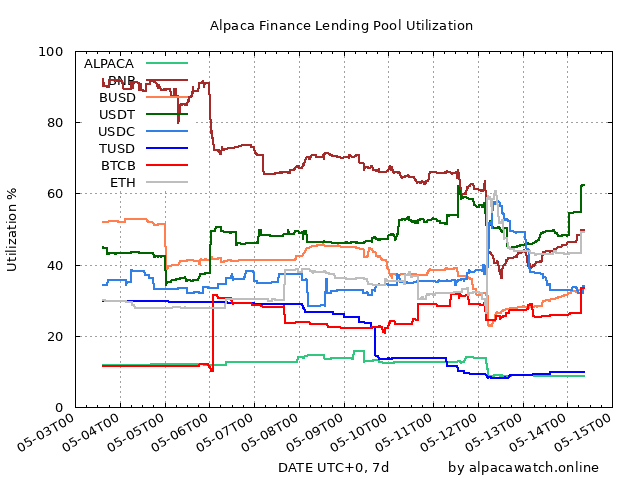 Alpaca Finance Lending Pool Utilization
100
80
60
40
20
0
Utilization %
ALPACA
BNB
BUSD
USDT
USDC
TUSD
BTCB
ETH
05-03T00
05-04T00
05-05T00
05-06T00
05-07T00
05-08T00
05-09T00
05-10T00
05-11T00
05-12T00
05-13T00
05-14T00
05-15T00
DATE UTC+0, 7d
by alpacawatch.online